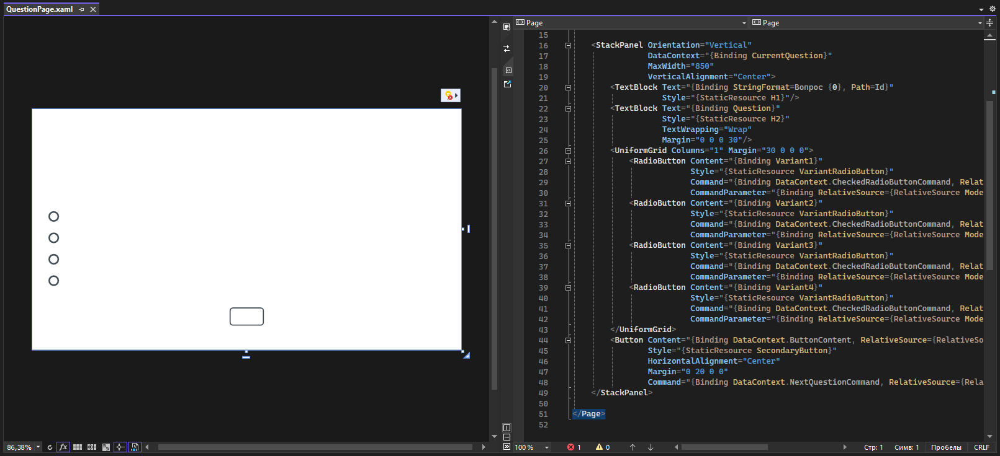 QuestionPage.xaml
Page
Page
15
16 <StackPanel Orientation="Vertical"
17 DataContext="{Binding CurrentQuestion}"
18 MaxWidth="850"
19 VerticalAlignment="Center">
20 <TextBlock Text="{Binding StringFormat=Вопрос {0}, Path=Id}"
21 Style="{StaticResource H1}"/>
22 <TextBlock Text="{Binding Question}"
23 Style="{StaticResource H2}"
24 TextWrapping="Wrap"
25 Margin="0 0 0 30"/>
26 <UniformGrid Columns="1" Margin="30 0 0 0">
27 <RadioButton Content="{Binding Variant1}"
28 Style="{StaticResource VariantRadioButton}"
29 Command="{Binding DataContext.CheckedRadioButtonCommand, Relat
30 CommandParameter="{Binding RelativeSource={RelativeSource Mode
31 <RadioButton Content="{Binding Variant2}"
32 Style="{StaticResource VariantRadioButton}"
33 Command="{Binding DataContext.CheckedRadioButtonCommand, Relat
34 CommandParameter="{Binding RelativeSource={RelativeSource Mode
35 <RadioButton Content="{Binding Variant3}"
36 Style="{StaticResource VariantRadioButton}"
37 Command="{Binding DataContext.CheckedRadioButtonCommand, Relat
38 CommandParameter="{Binding RelativeSource={RelativeSource Mode
39 <RadioButton Content="{Binding Variant4}"
40 Style="{StaticResource VariantRadioButton}"
41 Command="{Binding DataContext.CheckedRadioButtonCommand, Relat
42 CommandParameter="{Binding RelativeSource={RelativeSource Mode
43 </UniformGrid>
44 <Button Content="{Binding DataContext.ButtonContent, RelativeSource={RelativeSo
45 Style="{StaticResource SecondaryButton}"
46 HorizontalAlignment="Center"
47 Margin="0 20 0 0"
48 Command="{Binding DataContext.NextQuestionCommand, RelativeSource={Rela
49 </StackPanel>
50
51 </Page>
52
86,38% fx
100 % 1 0 Стр: 1 Симв: 1 Пробелы CRLF